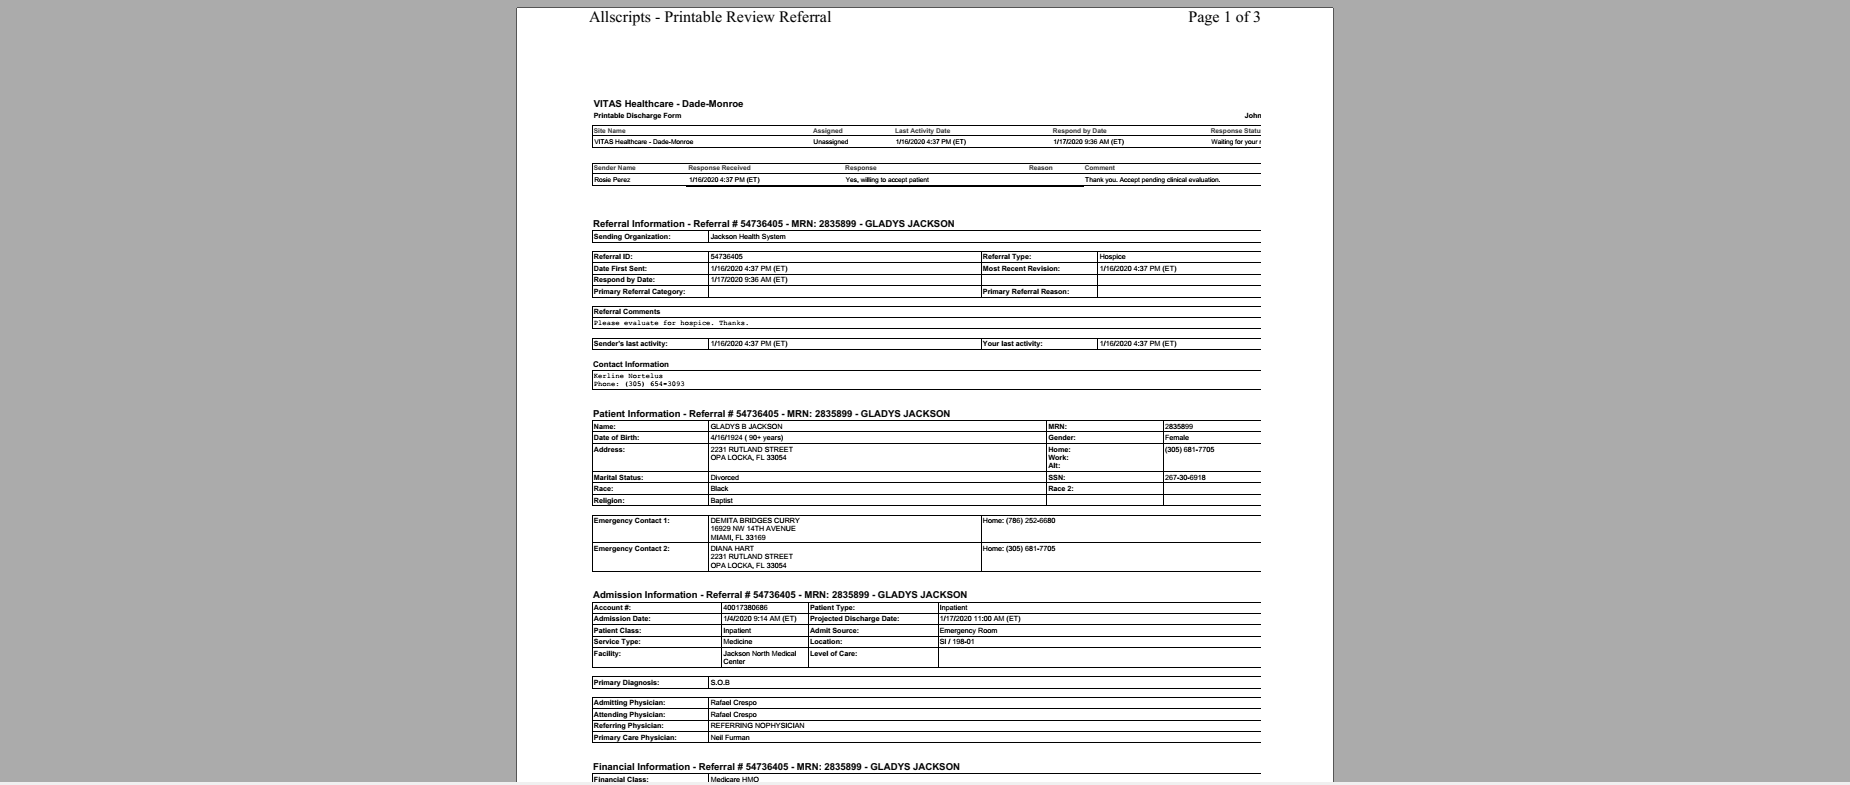 Allscripts - Printable Review Referral Page 1 of 3
VITAS Healthcare - Dade-Monroe
Printable Discharge Form John
Site Name Assigned Last Activity Date Respond by Date Response Statu
VITAS Healthcare - Dade-Monroe Unassigned 1/16/2020 4:37 PM (ET) 1/17/2020 9:36 AM (ET) Waiting for your r
Sender Name Response Received Response Reason Comment
Rosie Perez 1/16/2020 4:37 PM (ET) Yes, willing to accept patient Thank you. Accept pending clinical evaluation.
Referral Information - Referral # 54736405 - MRN: 2835899 - GLADYS JACKSON
Sending Organization: Jackson Health System
Referral ID: 54736405 Referral Type: Hospice
Date First Sent: 1/16/2020 4:37 PM (ET) Most Recent Revision: 1/16/2020 4:37 PM (ET)
Respond by Date: 1/17/2020 9:36 AM (ET)
Primary Referral Category: Primary Referral Reason:
Referral Comments
Please evaluate for hospice. Thanks.
Sender's last activity: 1/16/2020 4:37 PM (ET) Your last activity: 1/16/2020 4:37 PM (ET)
Contact Information
Kerline Nortelus
Phone: (305) 654-3093
Patient Information - Referral # 54736405 - MRN: 2835899 - GLADYS JACKSON
Name: GLADYS B JACKSON MRN: 2835899
Date of Birth: 4/16/1924 ( 90+ years) Gender: Female
Address: 2231 RUTLAND STREET Home: (305) 681-7705
OPA LOCKA, FL 33054 Work:
Alt:
Marital Status: Divorced SSN: 267-30-6918
Race: Black Race 2:
Religion: Baptist
Emergency Contact 1: DEMITA BRIDGES CURRY Home: (786) 252-6680
16929 NW 14TH AVENUE
MIAMI, FL 33169
Emergency Contact 2: DIANA HART Home: (305) 681-7705
2231 RUTLAND STREET
OPA LOCKA, FL 33054
Admission Information - Referral # 54736405 - MRN: 2835899 - GLADYS JACKSON
Account #: 40017380686 Patient Type: Inpatient
Admission Date: 1/4/2020 9:14 AM (ET) Projected Discharge Date: 1/17/2020 11:00 AM (ET)
Patient Class: Inpatient Admit Source: Emergency Room
Service Type: Medicine Location: SI / 198-01
Facility: Jackson North Medical Level of Care:
Center
Primary Diagnosis: S.O.B
Admitting Physician: Rafael Crespo
Attending Physician: Rafael Crespo
Referring Physician: REFERRING NOPHYSICIAN
Primary Care Physician: Neil Furman
Financial Information - Referral # 54736405 - MRN: 2835899 - GLADYS JACKSON
Financial Class: Medicare HMO